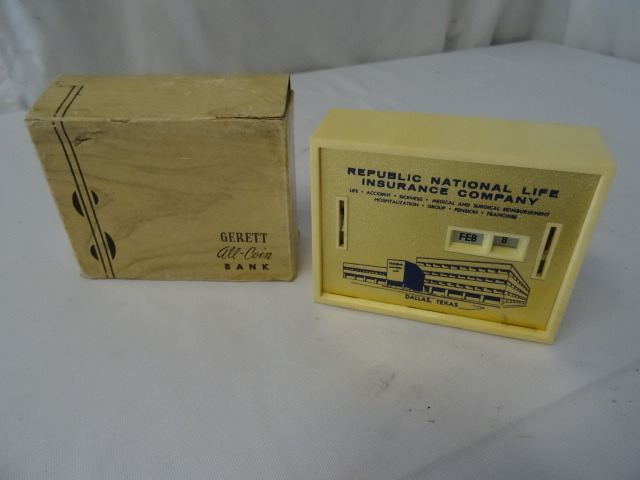 GERETT
All-Coin
BANK
REPUBLIC NATIONAL LIFE
INSURANCE COMPANY
LIFE • ACCIDENT • SICKNESS • MEDICAL AND SURGICAL REIMBURSEMENT
HOSPITALIZATION • GROUP • PENSION • FRANCHISE
FEB 8
DALLAS, TEXAS